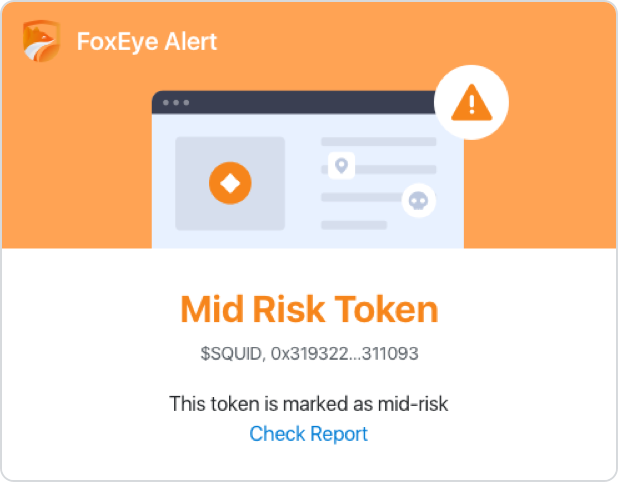 FoxEye Alert
Mid Risk Token
$SQUID, 0x319322...311093
This token is marked as mid-risk
Check Report